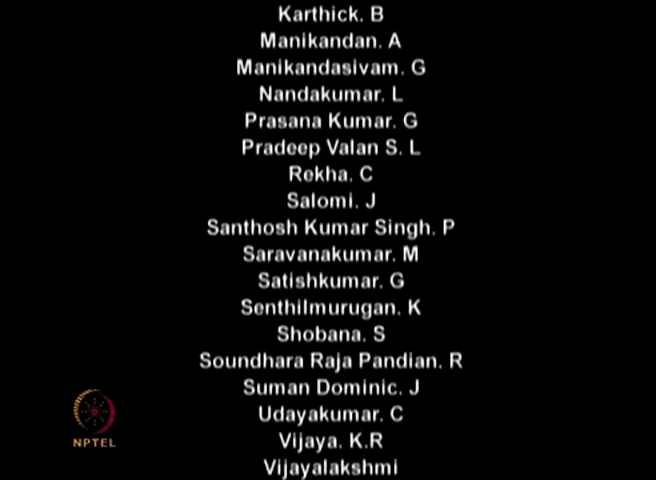 Karthick. B
Manikandan. A
Manikandasivam. G
Nandakumar. L
Prasana Kumar. G
Pradeep Valan S. L
Rekha. C
Salomi. J
Santhosh Kumar Singh. P
Saravanakumar. M
Satishkumar. G
Senthilmurugan. K
Shobana. S
Soundhara Raja Pandian. R
Suman Dominic. J
Udayakumar. C
Vijaya. K.R
Vijayalakshmi
NPTEL